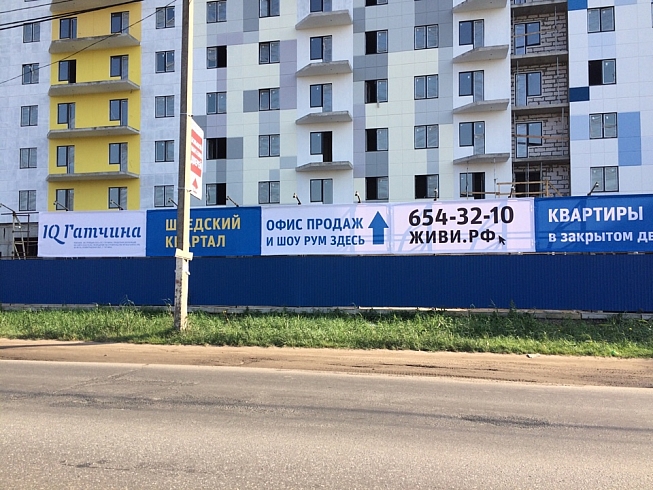 IQ Гатчина
ШВЕДСКИЙ
КВАРТАЛ
ОФИС ПРОДАЖ
И ШОУ РУМ ЗДЕСЬ
654-32-10
ЖИВИ.РФ
КВАРТИРЫ
в закрытом дв